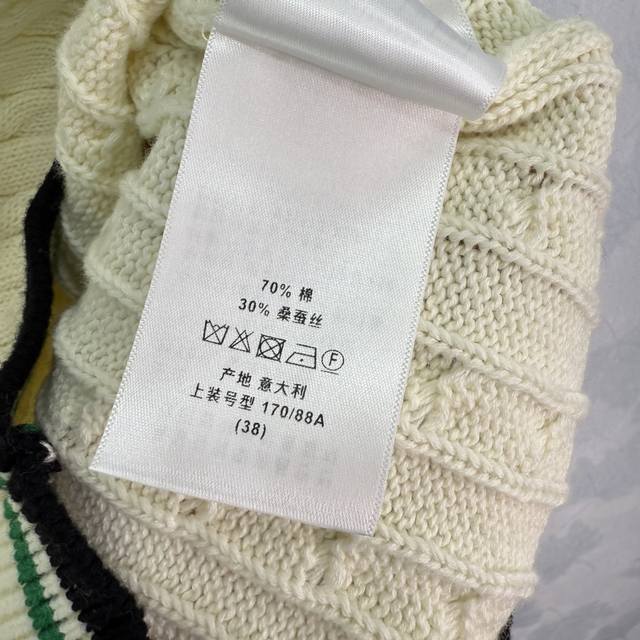 70% 棉
30% 桑蚕丝
F
产地 意大利
上装号型 170/88A
(38)